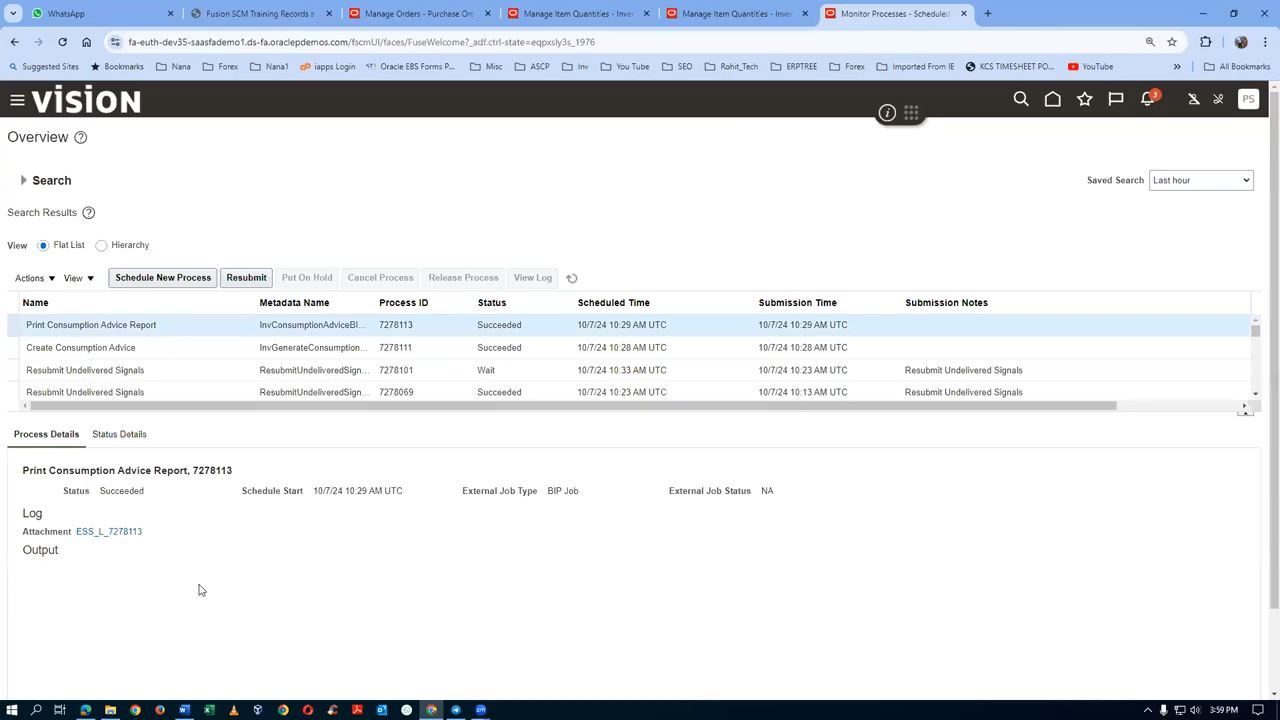 WhatsApp
Fusion SCM Training Records a
Manage Orders - Purchase Ord
Manage Item Quantities - Inven
Manage Item Quantities - Inven
Monitor Processes - Scheduled
fa-euth-dev35-saasfademo1.ds-fa.oraclepdemos.com/fscmUI/faces/FuseWelcome?_adf.ctrl-state=eqpxsly3s_1976
Suggested Sites Bookmarks Nana Forex Nana1 iapps Login Oracle EBS Forms P... Misc ASCP Inv You Tube SEO Rohit_Tech ERPTREE Forex Imported From IE KCS TIMESHEET PO... YouTube » All Bookmarks
vision 3 PS
Overview
Search Saved Search Last hour
Search Results
View Flat List Hierarchy
Actions View Schedule New Process Resubmit Put On Hold Cancel Process Release Process View Log
Name Metadata Name Process ID Status Scheduled Time Submission Time Submission Notes
Print Consumption Advice Report InvConsumptionAdviceBI... 7278113 Succeeded 10/7/24 10:29 AM UTC 10/7/24 10:29 AM UTC
Create Consumption Advice InvGenerateConsumption... 7278111 Succeeded 10/7/24 10:28 AM UTC 10/7/24 10:28 AM UTC
Resubmit Undelivered Signals ResubmitUndeliveredSign... 7278101 Wait 10/7/24 10:33 AM UTC 10/7/24 10:23 AM UTC Resubmit Undelivered Signals
Resubmit Undelivered Signals ResubmitUndeliveredSign... 7278069 Succeeded 10/7/24 10:23 AM UTC 10/7/24 10:13 AM UTC Resubmit Undelivered Signals
Process Details Status Details
Print Consumption Advice Report, 7278113
Status Succeeded Schedule Start 10/7/24 10:29 AM UTC External Job Type BIP Job External Job Status NA
Log
Attachment ESS_L_7278113
Output
3:59 PM